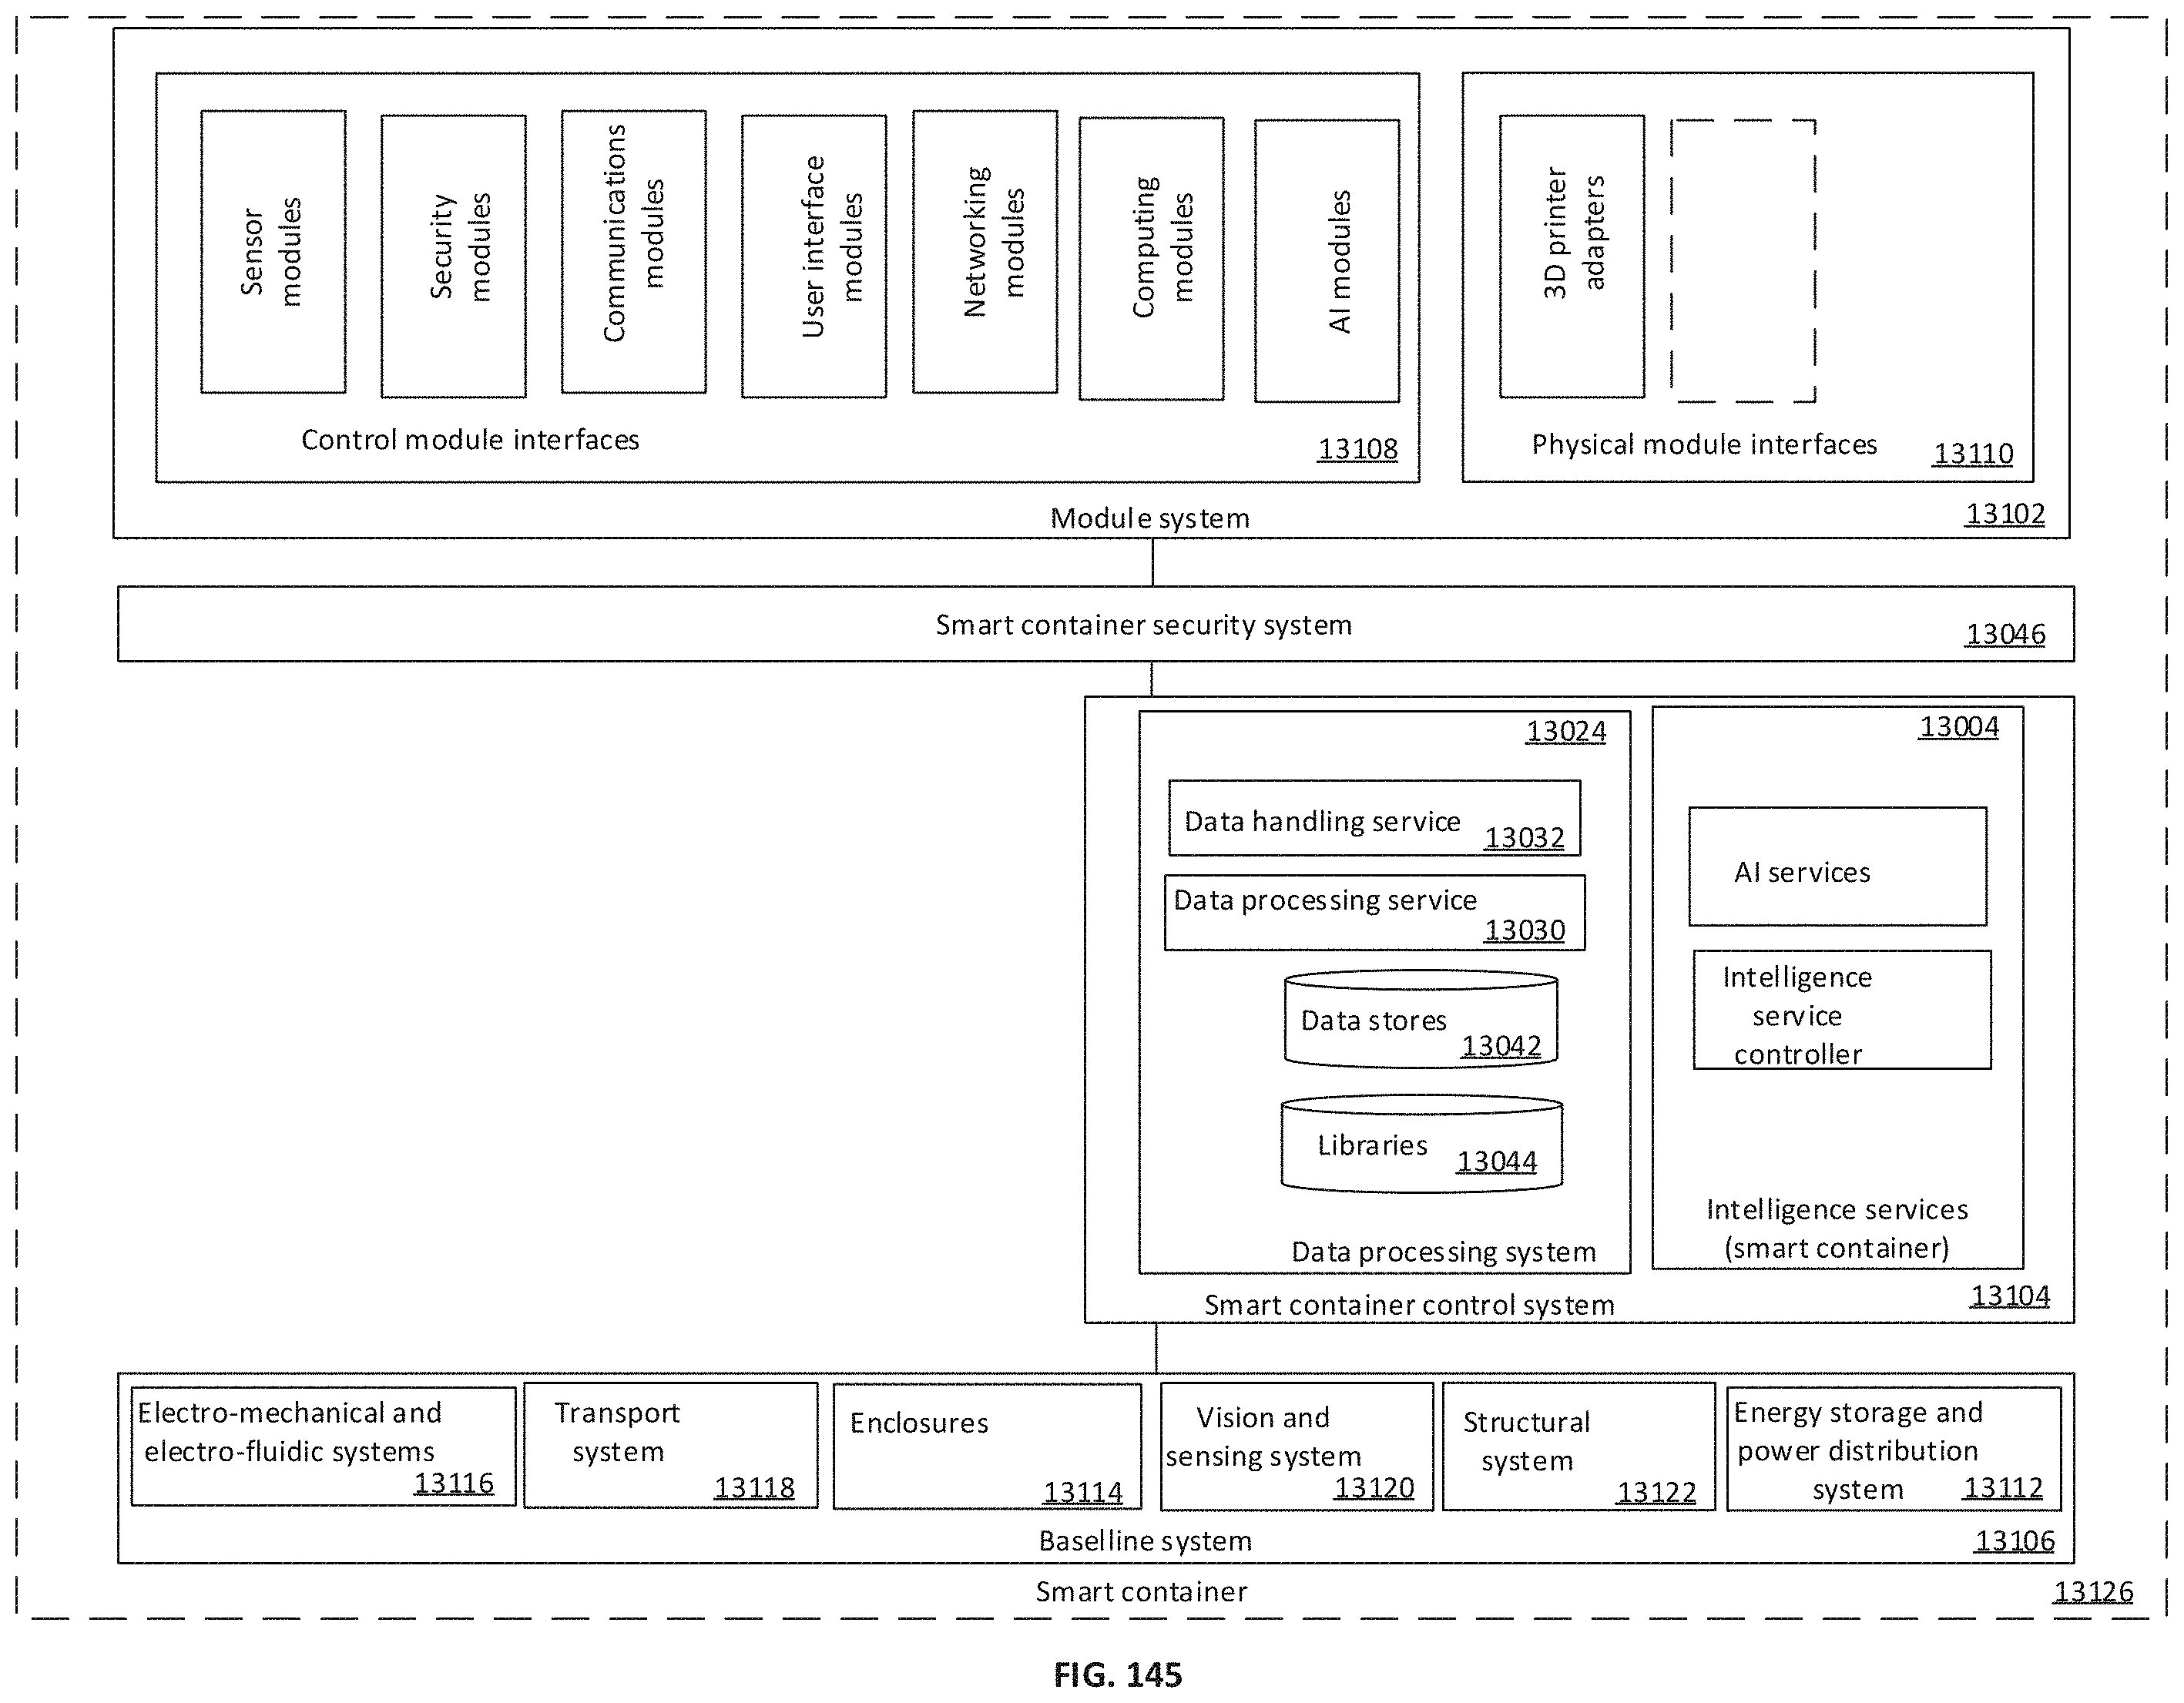 Sensor
modules
Security
modules
Communications
modules
User interface
modules
Networking
modules
Computing
modules
AI modules
Control module interfaces
13108
3D printer
adapters
Physical module interfaces
13110
Module system
13102
Smart container security system
13046
13024
Data handling service
13032
Data processing service
13030
Data stores
13042
Libraries
13044
Data processing system
13004
AI services
Intelligence
service
controller
Intelligence services
(smart container)
Smart container control system
13104
Electro-mechanical and
electro-fluidic systems
13116
Transport
system
13118
Enclosures
13114
Vision and
sensing system
13120
Structural
system
13122
Energy storage and
power distribution
system
13112
Baselline system
13106
Smart container
13126
FIG. 145